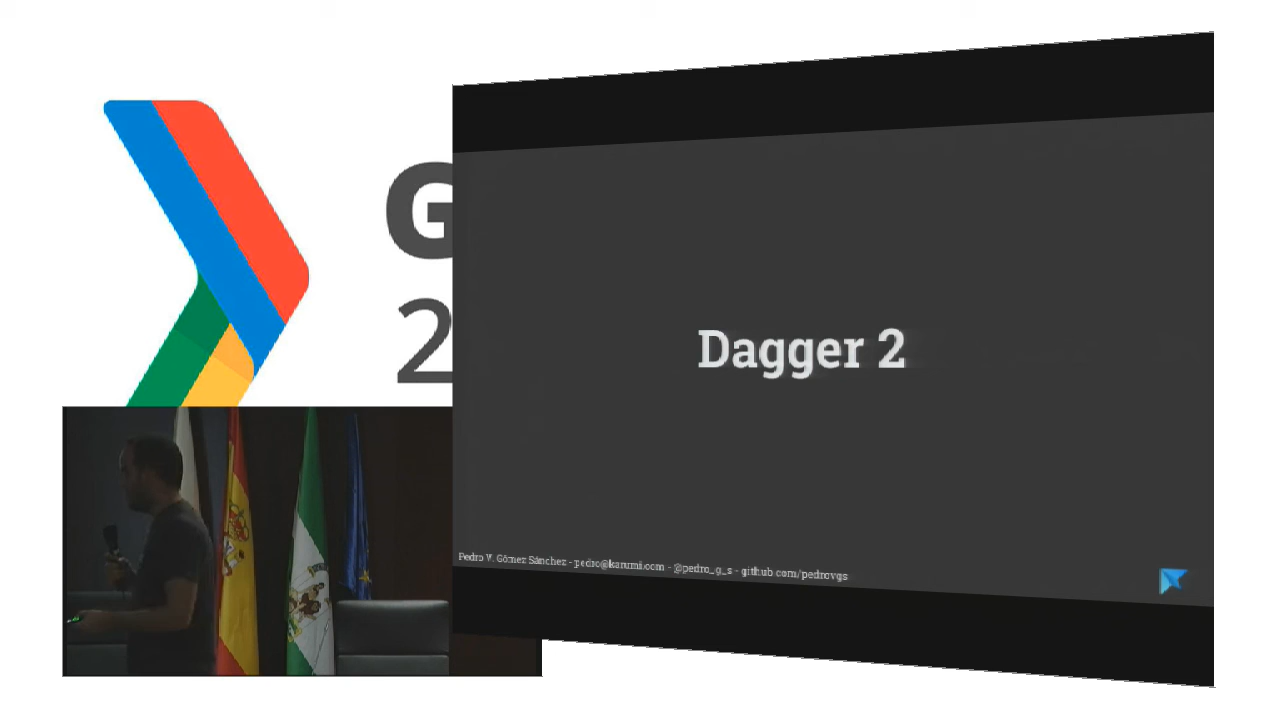 G
2
Dagger 2
Pedro V. Gómez Sánchez - pedro@karumi.com - @pedro_g_s - github.com/pedrovgs